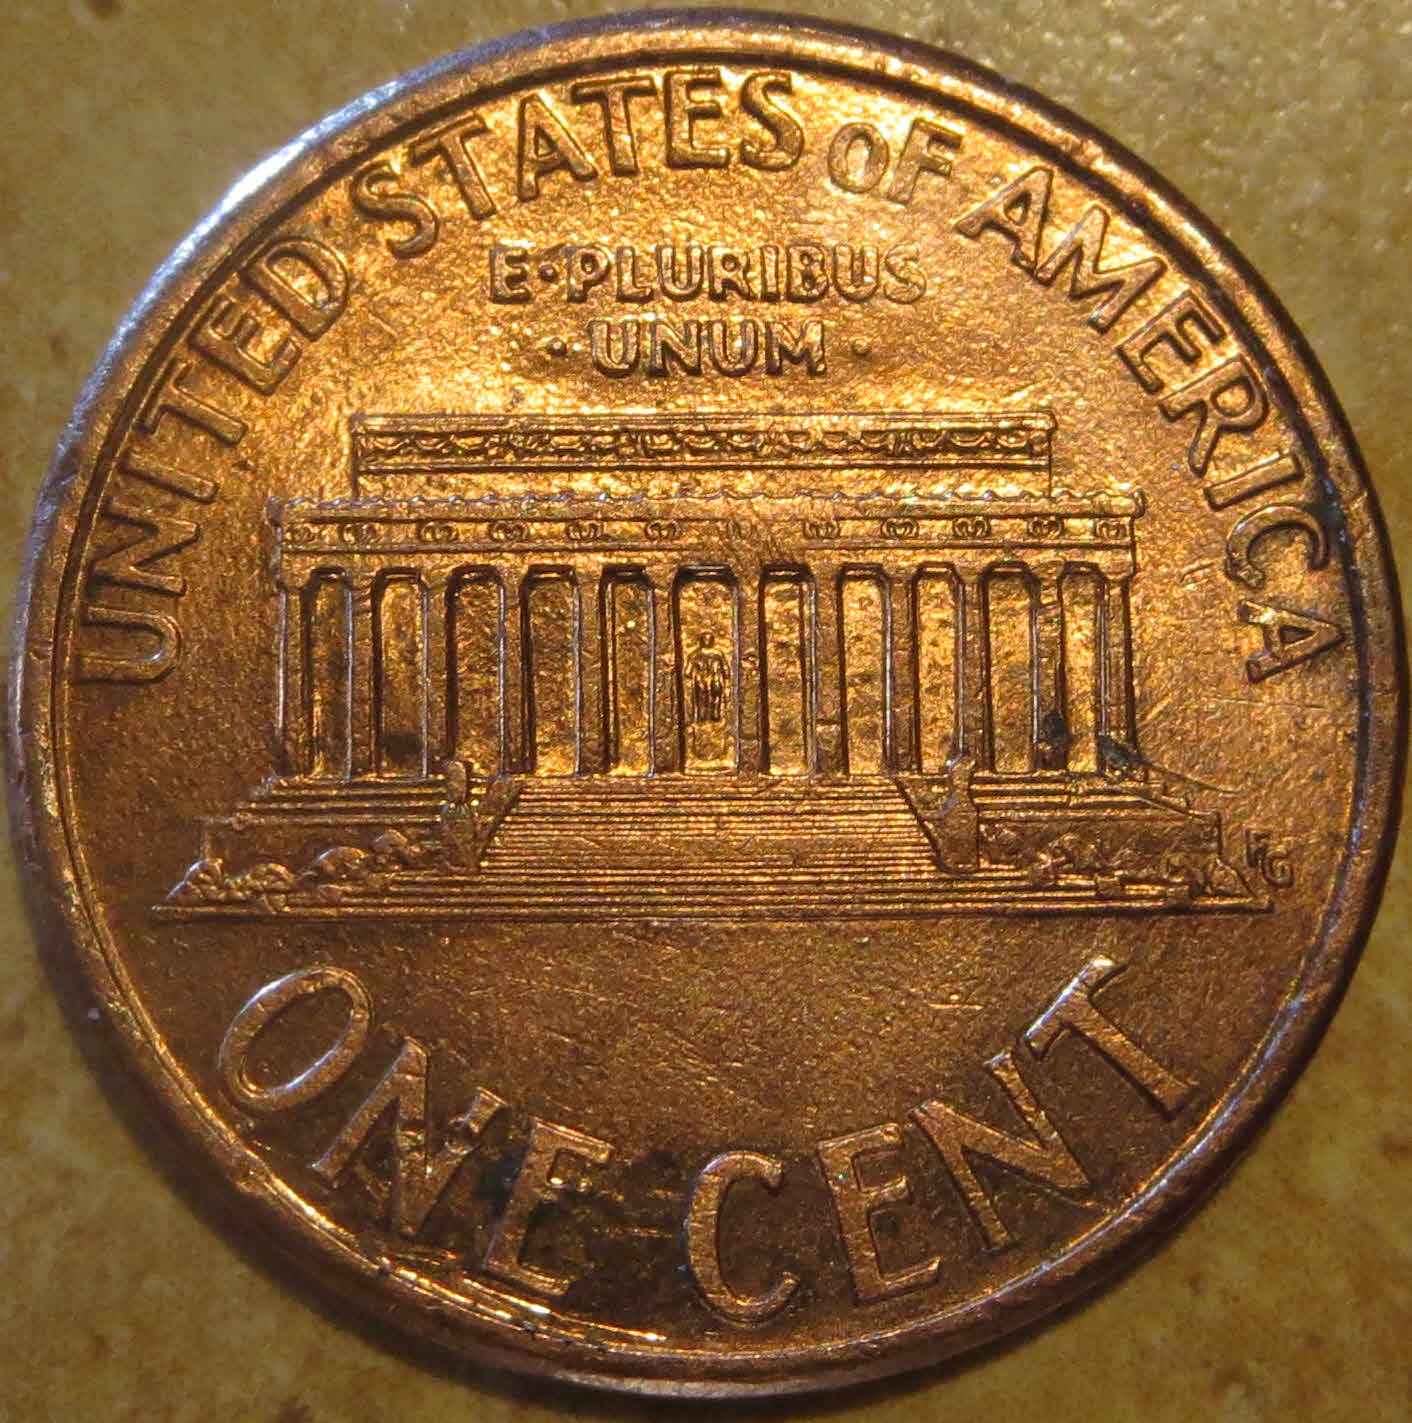 UNITED STATES OF AMERICA
E·PLURIBUS
· UNUM ·
FG
ONE CENT